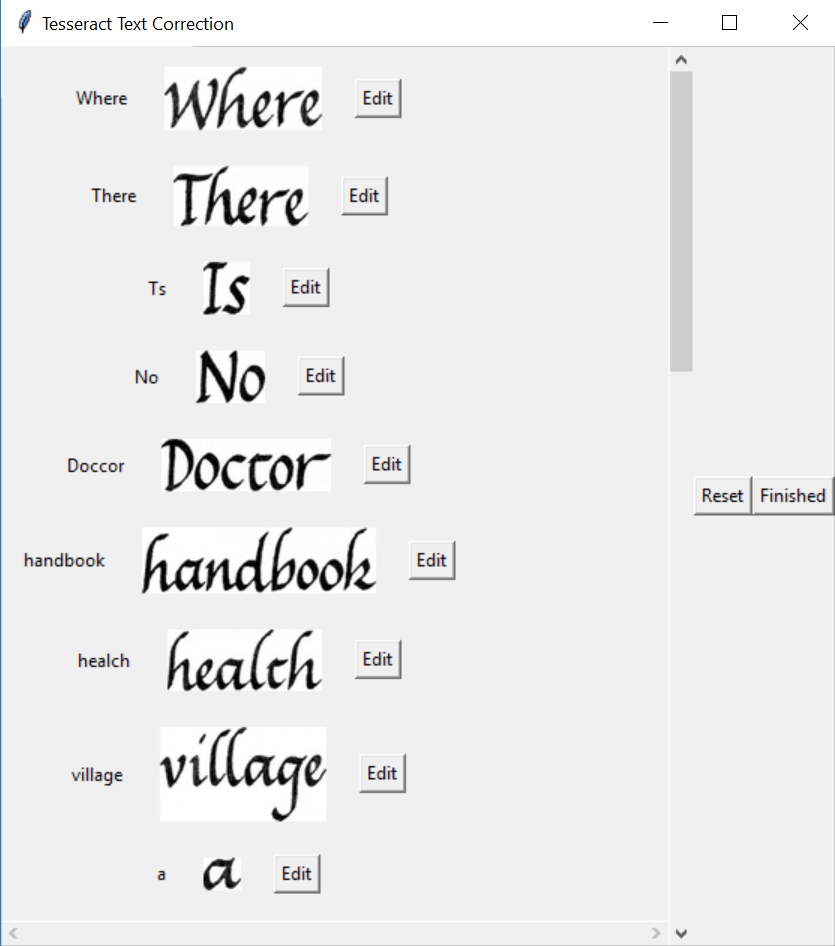 Tesseract Text Correction
Where Where Edit
There There Edit
Ts Is Edit
No No Edit
Doccor Doctor Edit
Reset Finished
handbook handbook Edit
healch health Edit
village village Edit
a a Edit